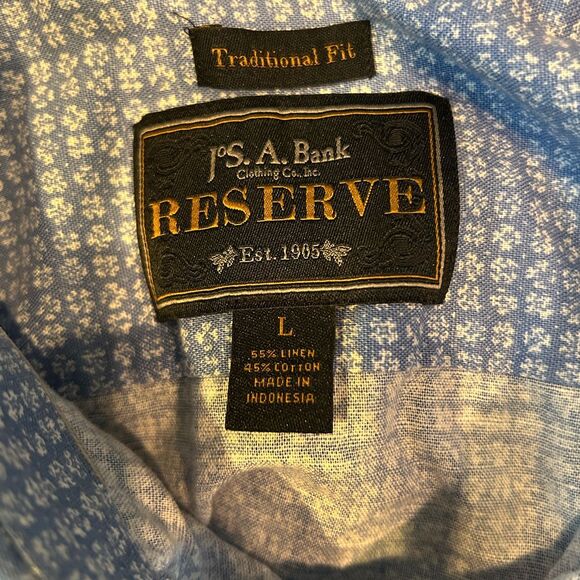 Traditional Fit
JoS. A. Bank
Clothing Co., Inc.
RESERVE
Est. 1905
L
55% LINEN
45% COTTON
MADE IN
INDONESIA